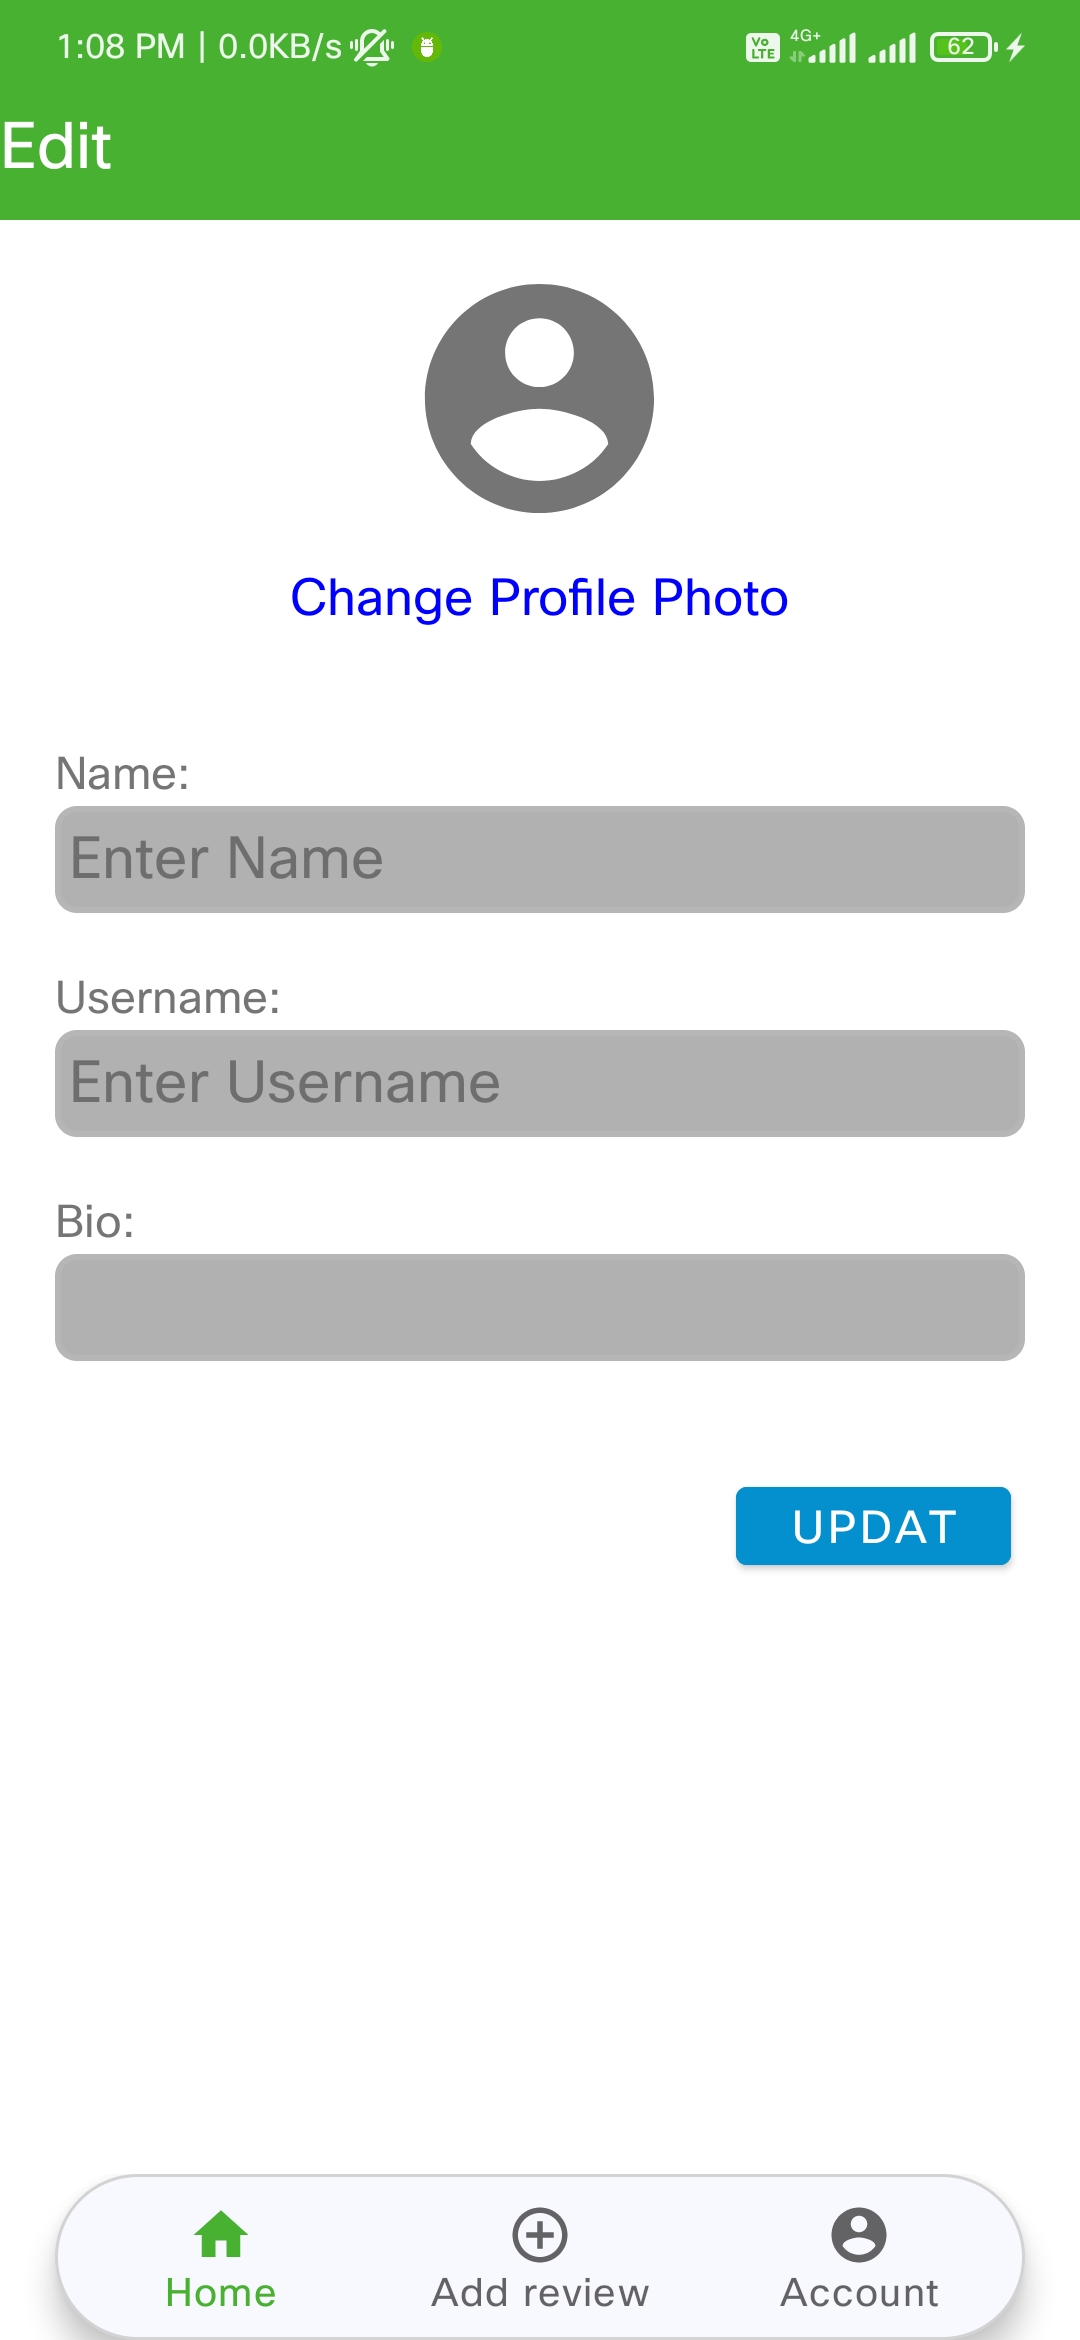 1:08 PM | 0.0KB/s
Vo LTE 4G+ 62
Edit
Change Profile Photo
Name:
Enter Name
Username:
Enter Username
Bio:
UPDAT
Home Add review Account